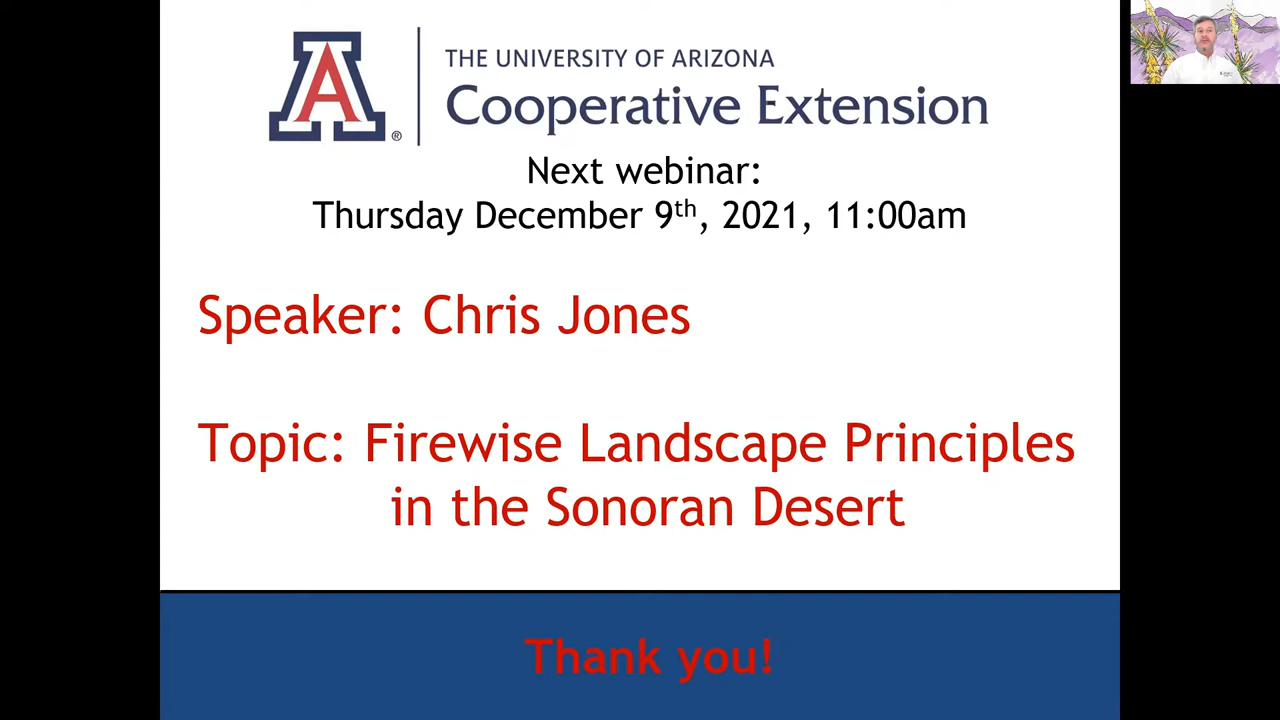 A ®
THE UNIVERSITY OF ARIZONA
Cooperative Extension
Next webinar:
Thursday December 9th, 2021, 11:00am
Speaker: Chris Jones
Topic: Firewise Landscape Principles
in the Sonoran Desert
Thank you!